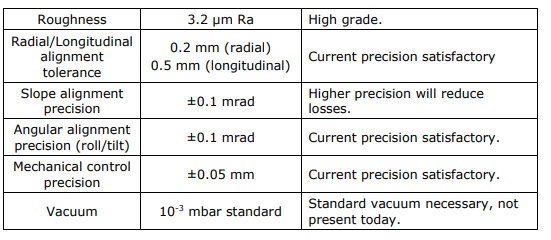 Roughness 3.2 µm Ra High grade.
Radial/Longitudinal
alignment
tolerance
0.2 mm (radial)
0.5 mm (longitudinal)
Current precision satisfactory
Slope alignment
precision
±0.1 mrad
Higher precision will reduce
losses.
Angular alignment
precision (roll/tilt)
±0.1 mrad
Current precision satisfactory.
Mechanical control
precision
±0.05 mm
Current precision satisfactory.
Vacuum
10⁻³ mbar standard
Standard vacuum necessary, not
present today.